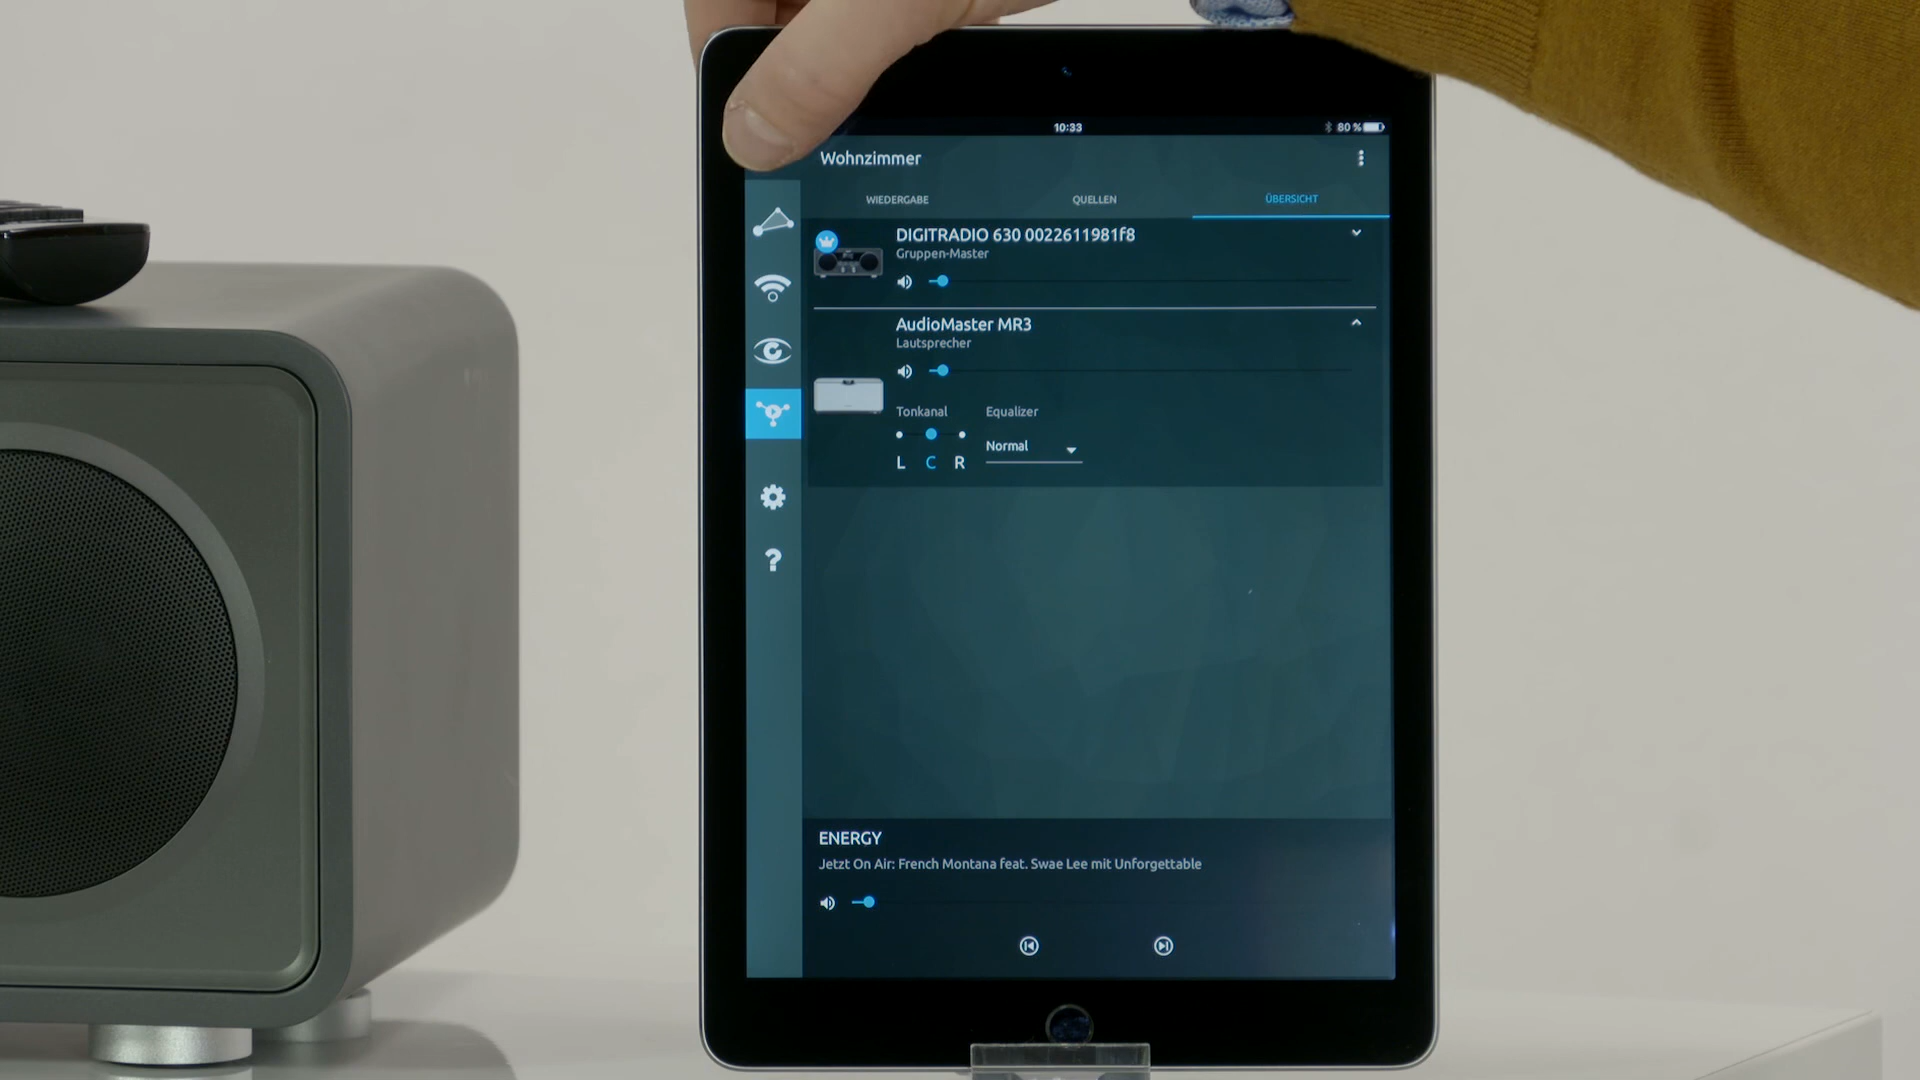 10:33
80 %
Wohnzimmer
WIEDERGABE QUELLEN ÜBERSICHT
DIGITRADIO 630 0022611981f8
Gruppen-Master
AudioMaster MR3
Lautsprecher
Tonkanal Equalizer
Normal
L C R
?
ENERGY
Jetzt On Air: French Montana feat. Swae Lee mit Unforgettable